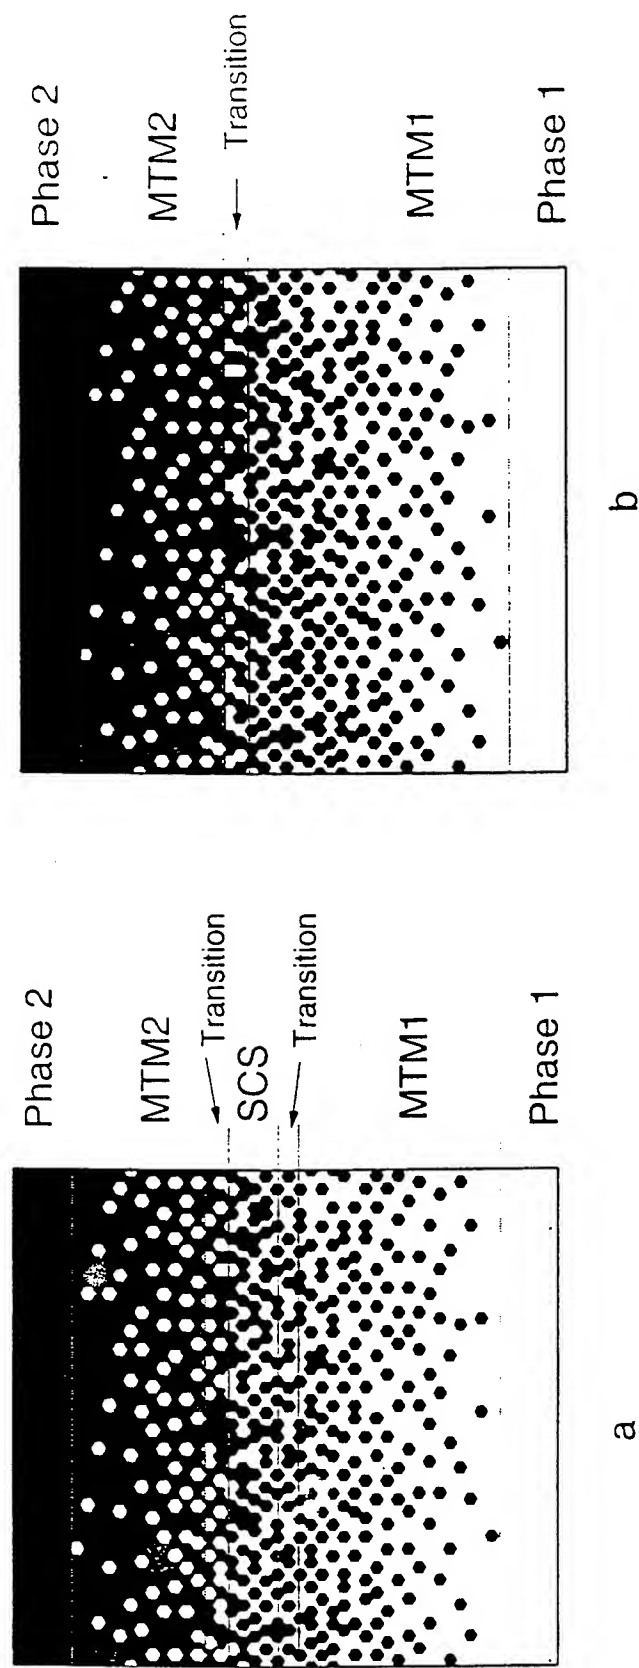 Phase 2
MTM2
Transition
SCS
Transition
MTM1
Phase 1
a
Phase 2
MTM2
Transition
MTM1
Phase 1
b